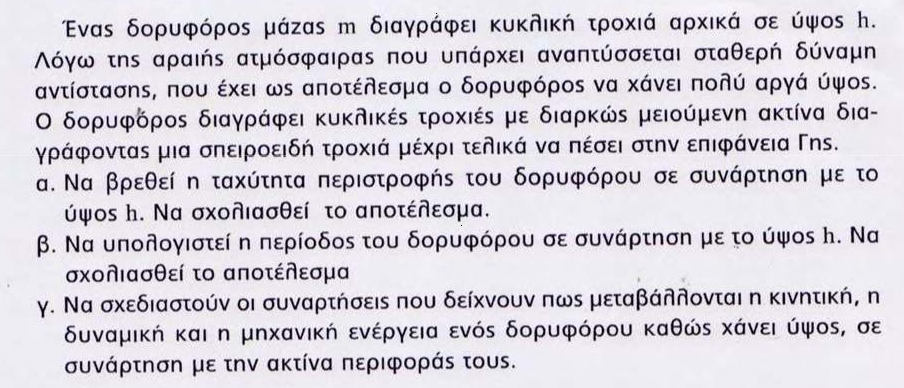 Ένας δορυφόρος μάζας m διαγράφει κυκλική τροχιά αρχικά σε ύψος h.
Λόγω της αραιής ατμόσφαιρας που υπάρχει αναπτύσσεται σταθερή δύναμη
αντίστασης, που έχει ως αποτέλεσμα ο δορυφόρος να χάνει πολύ αργά ύψος.
Ο δορυφόρος διαγράφει κυκλικές τροχιές με διαρκώς μειούμενη ακτίνα δια-
γράφοντας μια σπειροειδή τροχιά μέχρι τελικά να πέσει στην επιφάνεια Γης.
α. Να βρεθεί η ταχύτητα περιστροφής του δορυφόρου σε συνάρτηση με το
ύψος h. Να σχολιασθεί το αποτέλεσμα.
β. Να υπολογιστεί η περίοδος του δορυφόρου σε συνάρτηση με το ύψος h. Να
σχολιασθεί το αποτέλεσμα
γ. Να σχεδιαστούν οι συναρτήσεις που δείχνουν πως μεταβάλλονται η κινητική, η
δυναμική και η μηχανική ενέργεια ενός δορυφόρου καθώς χάνει ύψος, σε
συνάρτηση με την ακτίνα περιφοράς τους.